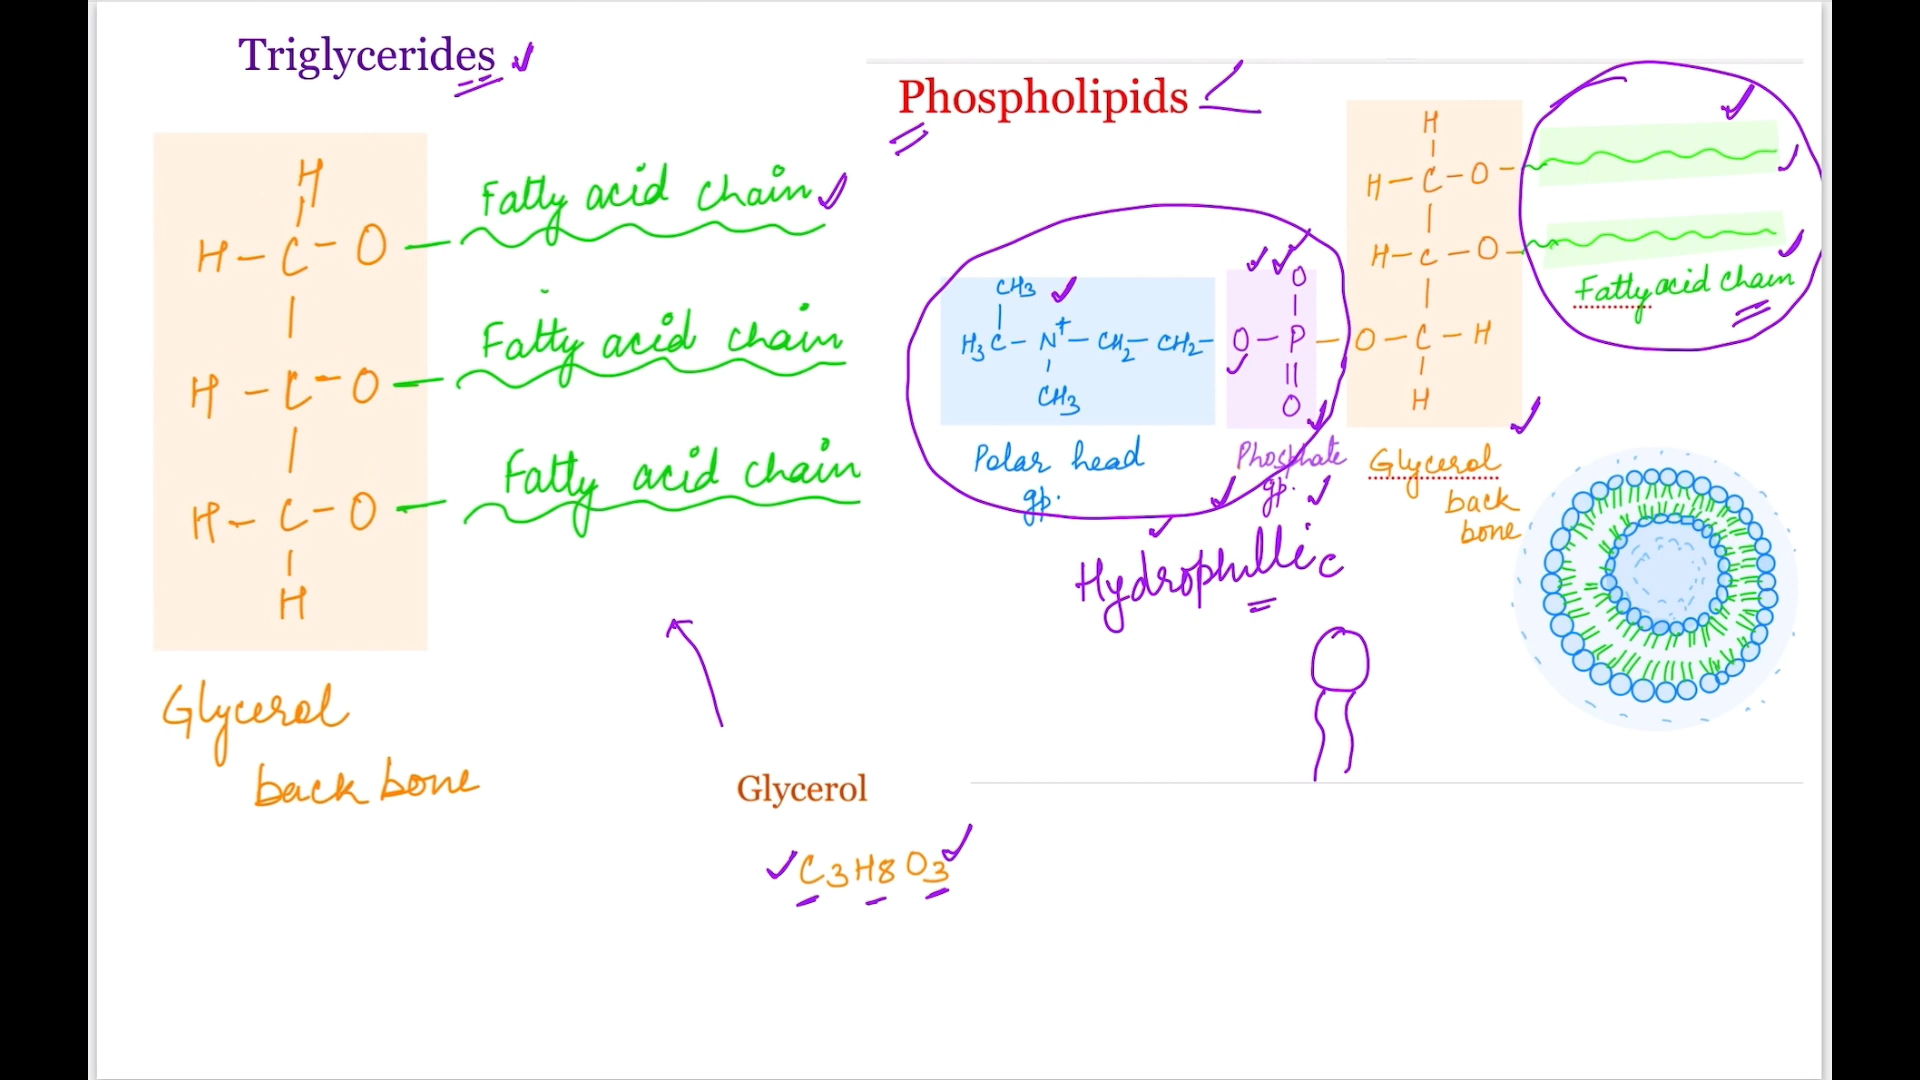 Triglycerides
H
H - C - O - Fatty acid chain
H - C - O - Fatty acid chain
H - C - O - Fatty acid chain
H
Glycerol
back bone
Glycerol
C3H8O3
Phospholipids
CH3
H3C - N+ - CH2 - CH2 -
CH3
Polar head
gp.
O
O - P - O - C - H
O
H
Phosphate
gp.
H
H - C - O -
H - C - O -
Fatty acid chain
Glycerol
back
bone
Hydrophillic